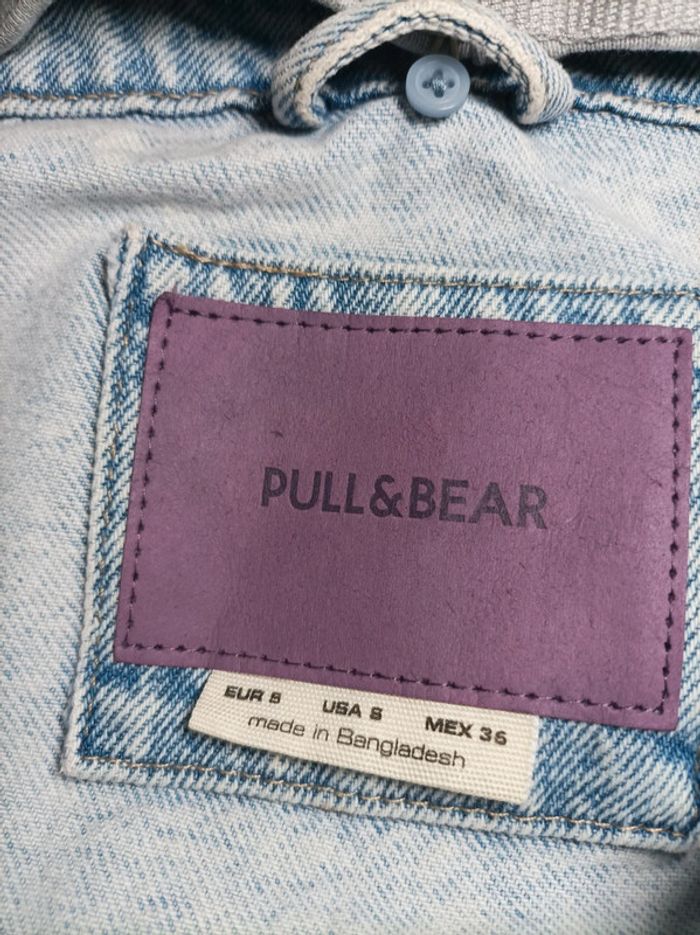 PULL&BEAR
EUR S USA S MEX 36
made in Bangladesh